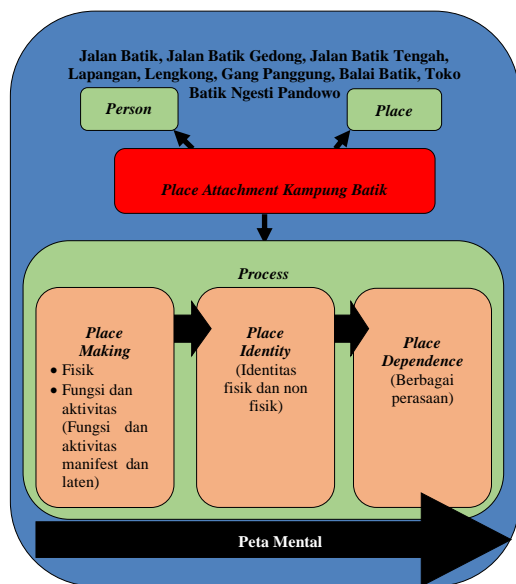 Jalan Batik, Jalan Batik Gedong, Jalan Batik Tengah,
Lapangan, Lengkong, Gang Panggung, Balai Batik, Toko
Batik Ngesti Pandowo
Person
Place
Place Attachment Kampung Batik
Process
Place
Making
• Fisik
• Fungsi dan
aktivitas
(Fungsi dan
aktivitas
manifest dan
laten)
Place
Identity
(Identitas
fisik dan non
fisik)
Place
Dependence
(Berbagai
perasaan)
Peta Mental